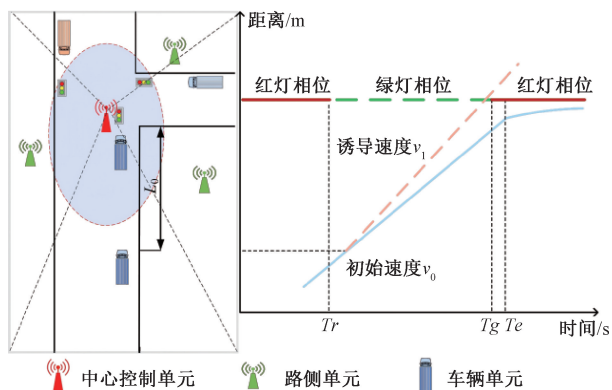 距离/m
红灯相位
绿灯相位
红灯相位
诱导速度v₁
L₀
初始速度v₀
Tr
Tg
Te
时间/s
中心控制单元
路侧单元
车辆单元